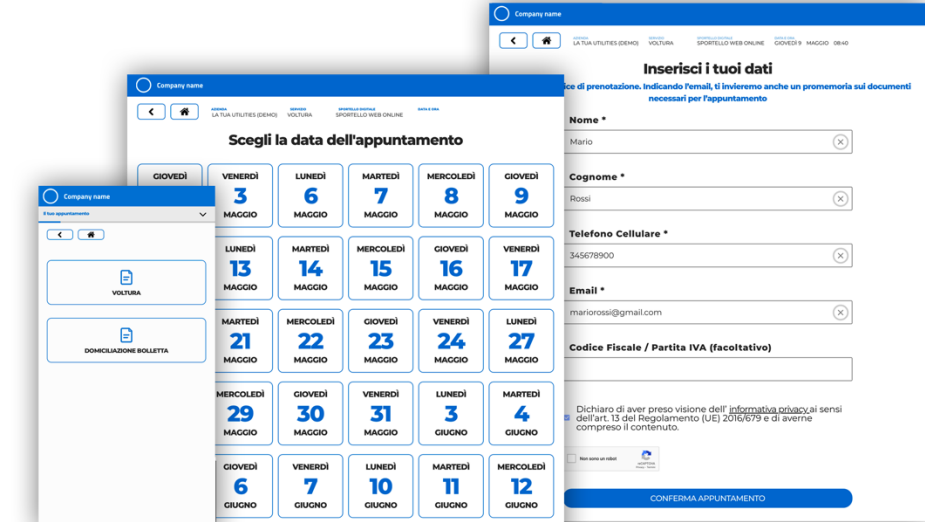 Company name
AZIENDA SERVIZIO SPORTELLO DIGITALE DATA E ORA
LA TUA UTILITIES (DEMO) VOLTURA SPORTELLO WEB ONLINE GIOVEDÌ 9 MAGGIO 08:40
Inserisci i tuoi dati
ice di prenotazione. Indicando l'email, ti invieremo anche un promemoria sui documenti
necessari per l'appuntamento
Nome *
Mario
Cognome *
Rossi
Telefono Cellulare *
345678900
Email *
mariorossi@gmail.com
Codice Fiscale / Partita IVA (facoltativo)
Dichiaro di aver preso visione dell' informativa privacy ai sensi
dell'art. 13 del Regolamento (UE) 2016/679 e di averne
compreso il contenuto.
Non sono un robot
reCAPTCHA
Privacy - Termini
CONFERMA APPUNTAMENTO
Company name
AZIENDA SERVIZIO SPORTELLO DIGITALE DATA E ORA
LA TUA UTILITIES (DEMO) VOLTURA SPORTELLO WEB ONLINE
Scegli la data dell'appuntamento
GIOVEDÌ VENERDÌ LUNEDÌ MARTEDÌ MERCOLEDÌ GIOVEDÌ
3 6 7 8 9
MAGGIO MAGGIO MAGGIO MAGGIO MAGGIO
LUNEDÌ MARTEDÌ MERCOLEDÌ GIOVEDÌ VENERDÌ
13 14 15 16 17
MAGGIO MAGGIO MAGGIO MAGGIO MAGGIO
MARTEDÌ MERCOLEDÌ GIOVEDÌ VENERDÌ LUNEDÌ
21 22 23 24 27
MAGGIO MAGGIO MAGGIO MAGGIO MAGGIO
MERCOLEDÌ GIOVEDÌ VENERDÌ LUNEDÌ MARTEDÌ
29 30 31 3 4
MAGGIO MAGGIO MAGGIO GIUGNO GIUGNO
GIOVEDÌ VENERDÌ LUNEDÌ MARTEDÌ MERCOLEDÌ
6 7 10 11 12
GIUGNO GIUGNO GIUGNO GIUGNO GIUGNO
Company name
Il tuo appuntamento
VOLTURA
DOMICILIAZIONE BOLLETTA